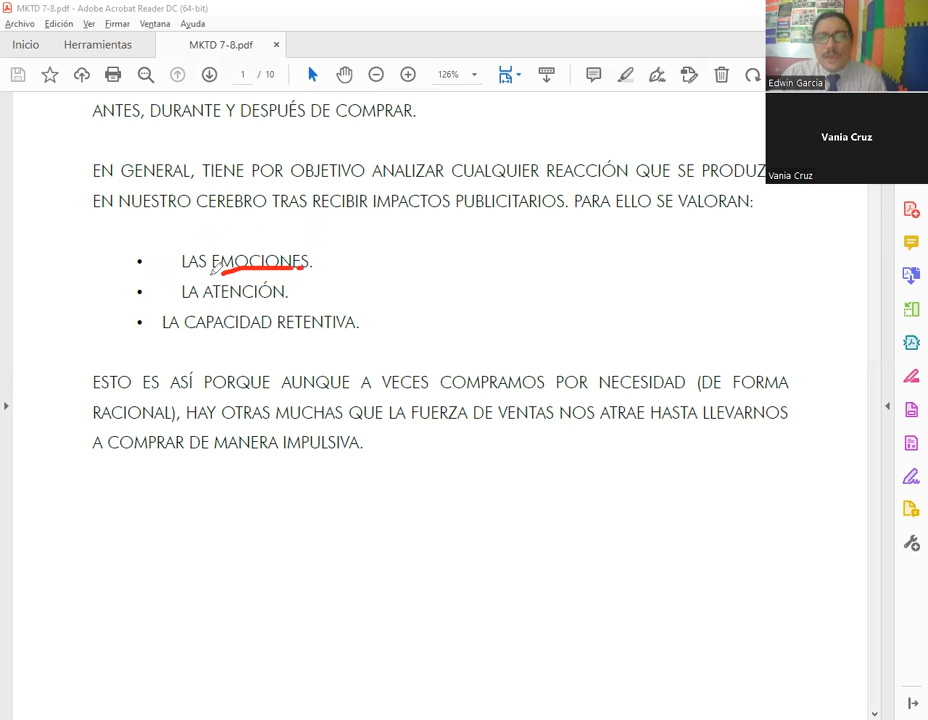 MKTD 7-8.pdf - Adobe Acrobat Reader DC (64-bit)
Archivo Edición Ver Firmar Ventana Ayuda
Inicio Herramientas MKTD 7-8.pdf ×
1 / 10 126%
Edwin García
Vania Cruz
Vania Cruz
ANTES, DURANTE Y DESPUÉS DE COMPRAR.
EN GENERAL, TIENE POR OBJETIVO ANALIZAR CUALQUIER REACCIÓN QUE SE PRODUZ
EN NUESTRO CEREBRO TRAS RECIBIR IMPACTOS PUBLICITARIOS. PARA ELLO SE VALORAN:
• LAS EMOCIONES.
• LA ATENCIÓN.
• LA CAPACIDAD RETENTIVA.
ESTO ES ASÍ PORQUE AUNQUE A VECES COMPRAMOS POR NECESIDAD (DE FORMA
RACIONAL), HAY OTRAS MUCHAS QUE LA FUERZA DE VENTAS NOS ATRAE HASTA LLEVARNOS
A COMPRAR DE MANERA IMPULSIVA.